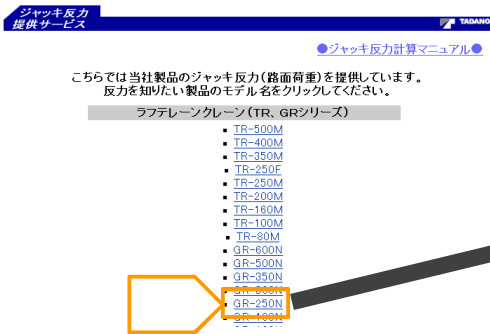 ジャッキ反力
提供サービス
TADANO
●ジャッキ反力計算マニュアル●
こちらでは当社製品のジャッキ反力(路面荷重)を提供しています。
反力を知りたい製品のモデル名をクリックしてください。
ラフテレーンクレーン(TR、GRシリーズ)
TR-500M
TR-400M
TR-350M
TR-250F
TR-250M
TR-200M
TR-160M
TR-100M
TR-80M
GR-600N
GR-500N
GR-350N
GR-250N